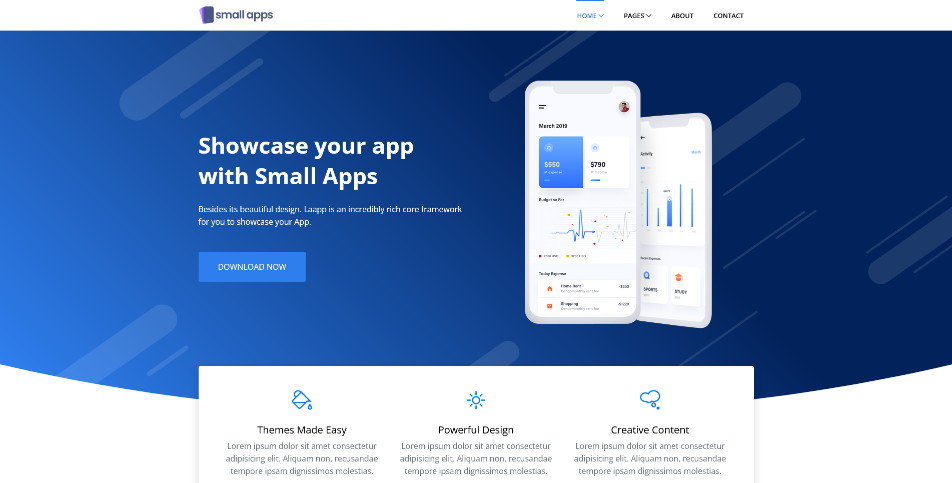 small apps
HOME
PAGES
ABOUT
CONTACT
Showcase your app
with Small Apps
Besides its beautiful design. Laapp is an incredibly rich core framework
for you to showcase your App.
DOWNLOAD NOW
March 2019
$550
$790
Budget so Far
Today Expense
Home Rent
Shopping
Activity
SPORTS
STUDY
Themes Made Easy
Lorem ipsum dolor sit amet consectetur
adipisicing elit. Aliquam non, recusandae
tempore ipsam dignissimos molestias.
Powerful Design
Lorem ipsum dolor sit amet consectetur
adipisicing elit. Aliquam non, recusandae
tempore ipsam dignissimos molestias.
Creative Content
Lorem ipsum dolor sit amet consectetur
adipisicing elit. Aliquam non, recusandae
tempore ipsam dignissimos molestias.